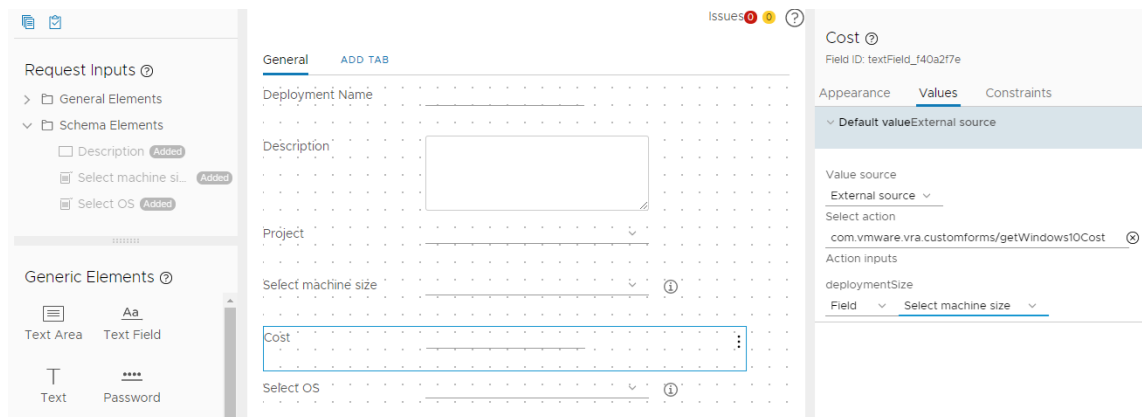 Request Inputs
General Elements
Schema Elements
Description Added
Select machine si... Added
Select OS Added
Generic Elements
Aa
Text Area Text Field
T
Text Password
Issues 0 0
General ADD TAB
Deployment Name
Description
Project
Select machine size
Cost
Select OS
Cost
Field ID: textField_f40a2f7e
Appearance Values Constraints
Default valueExternal source
Value source
External source
Select action
com.vmware.vra.customforms/getWindows10Cost
Action inputs
deploymentSize
Field Select machine size